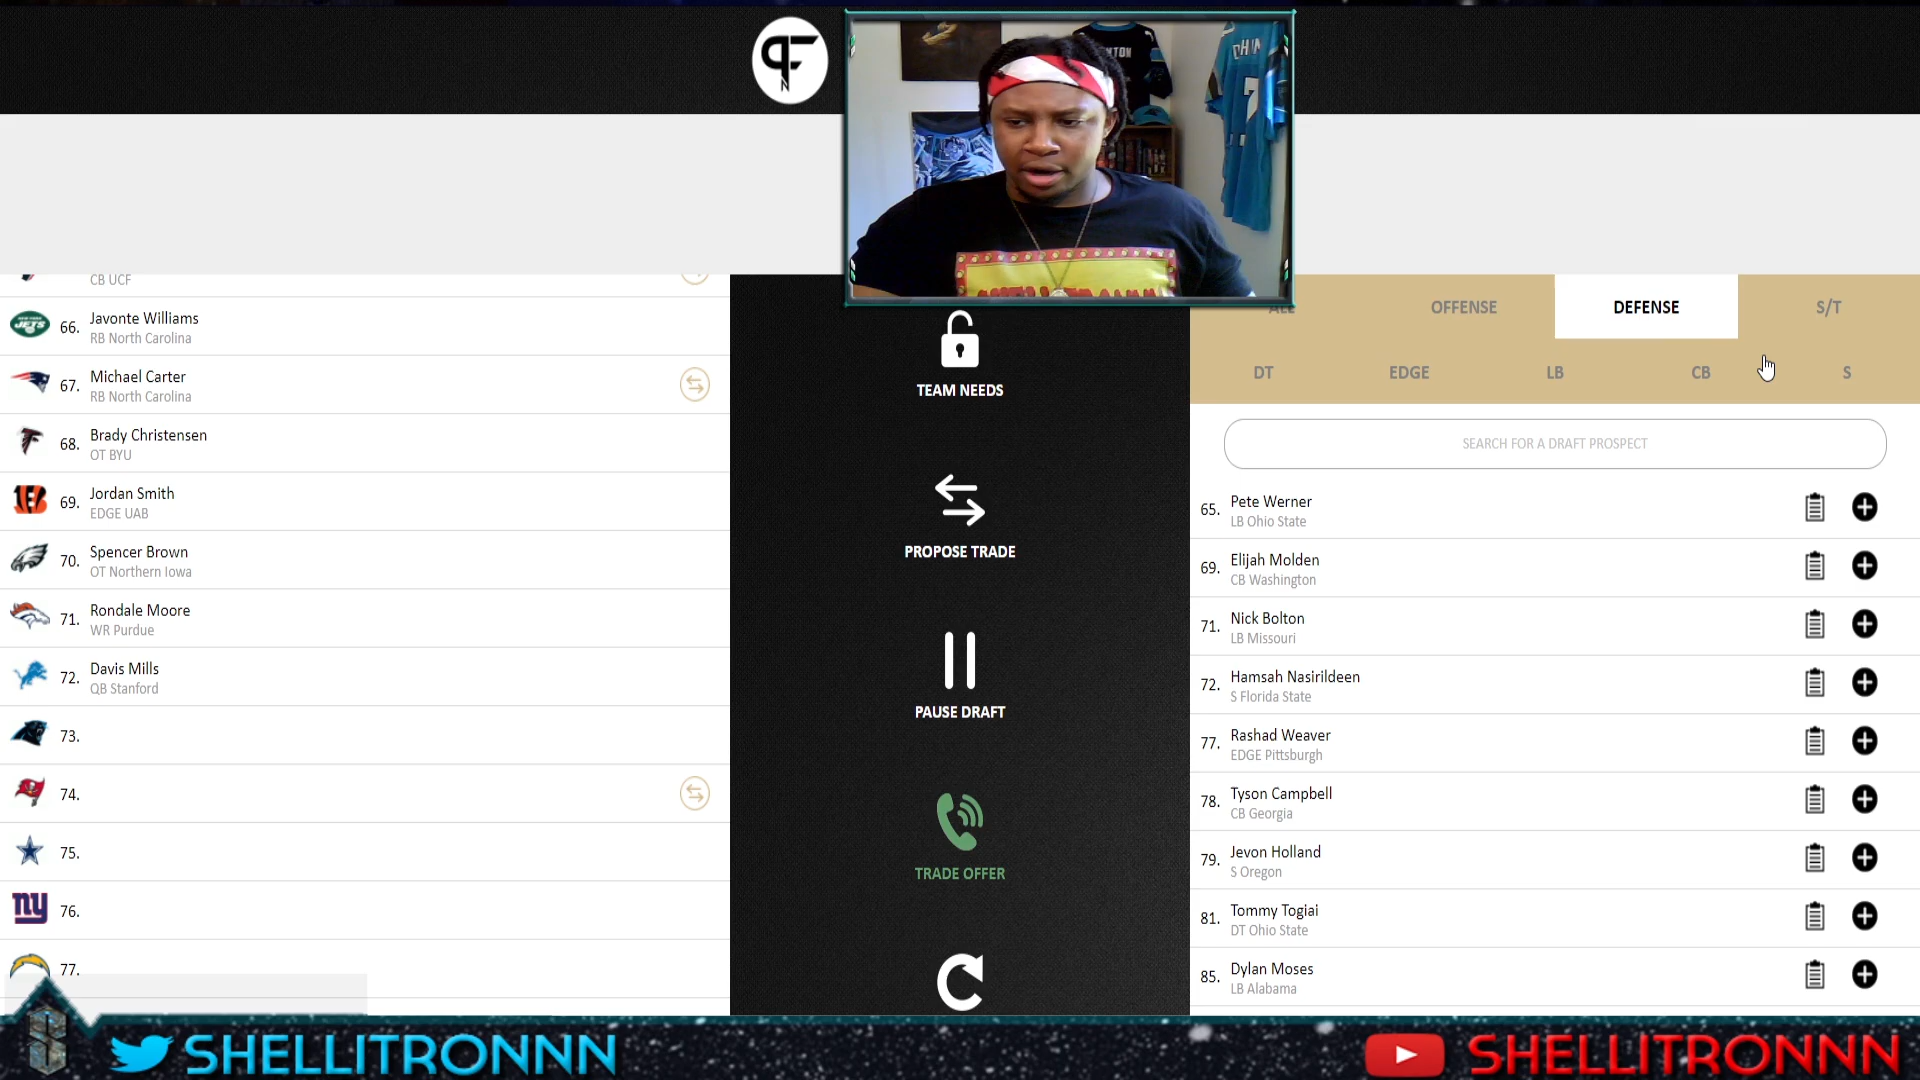 PF
N
CB UCF
66. Javonte Williams
RB North Carolina
67. Michael Carter
RB North Carolina
68. Brady Christensen
OT BYU
69. Jordan Smith
EDGE UAB
70. Spencer Brown
OT Northern Iowa
71. Rondale Moore
WR Purdue
72. Davis Mills
QB Stanford
73.
74.
75.
ny 76.
77.
TEAM NEEDS
PROPOSE TRADE
PAUSE DRAFT
TRADE OFFER
ALL OFFENSE DEFENSE S/T
DT EDGE LB CB S
SEARCH FOR A DRAFT PROSPECT
65. Pete Werner
LB Ohio State
69. Elijah Molden
CB Washington
71. Nick Bolton
LB Missouri
72. Hamsah Nasirildeen
S Florida State
77. Rashad Weaver
EDGE Pittsburgh
78. Tyson Campbell
CB Georgia
79. Jevon Holland
S Oregon
81. Tommy Togiai
DT Ohio State
85. Dylan Moses
LB Alabama
SHELLITRONNN
SHELLITRONNN